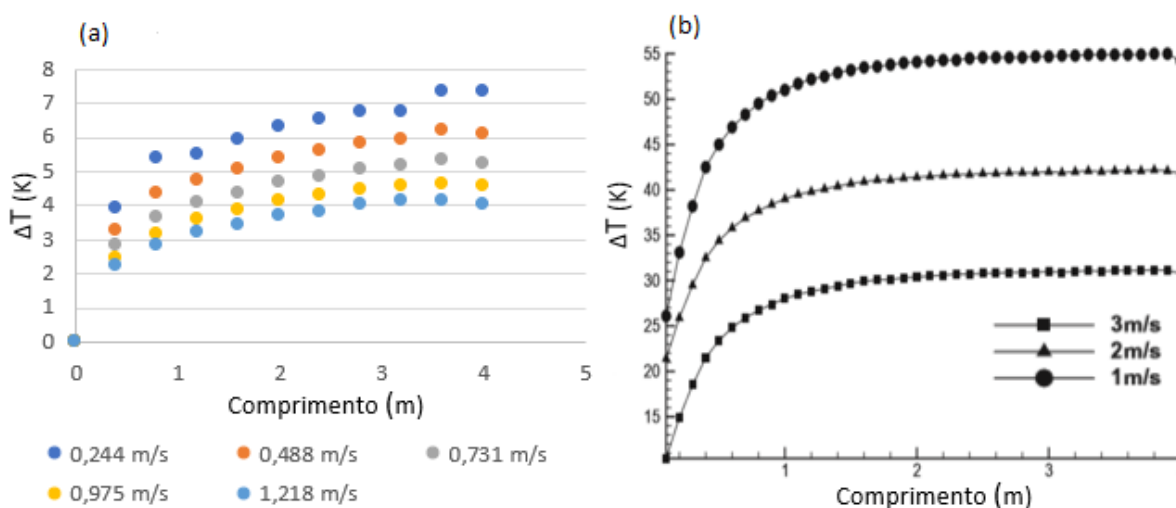 (a)
8
7
6
5
4
3
2
1
0
ΔT (K)
0 1 2 3 4 5
Comprimento (m)
0,244 m/s 0,488 m/s 0,731 m/s
0,975 m/s 1,218 m/s
(b)
55
50
45
40
35
30
25
20
15
ΔT (K)
3m/s
2m/s
1m/s
1 2 3
Comprimento (m)